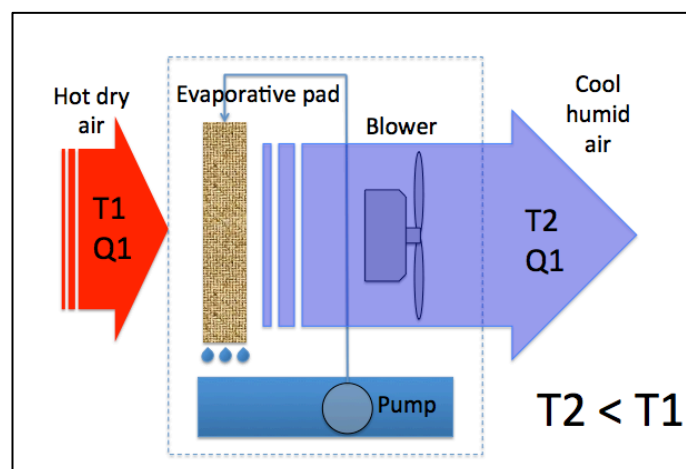 Hot dry
air
Evaporative pad
Blower
Cool
humid
air
T1
Q1
T2
Q1
Pump
T2 < T1